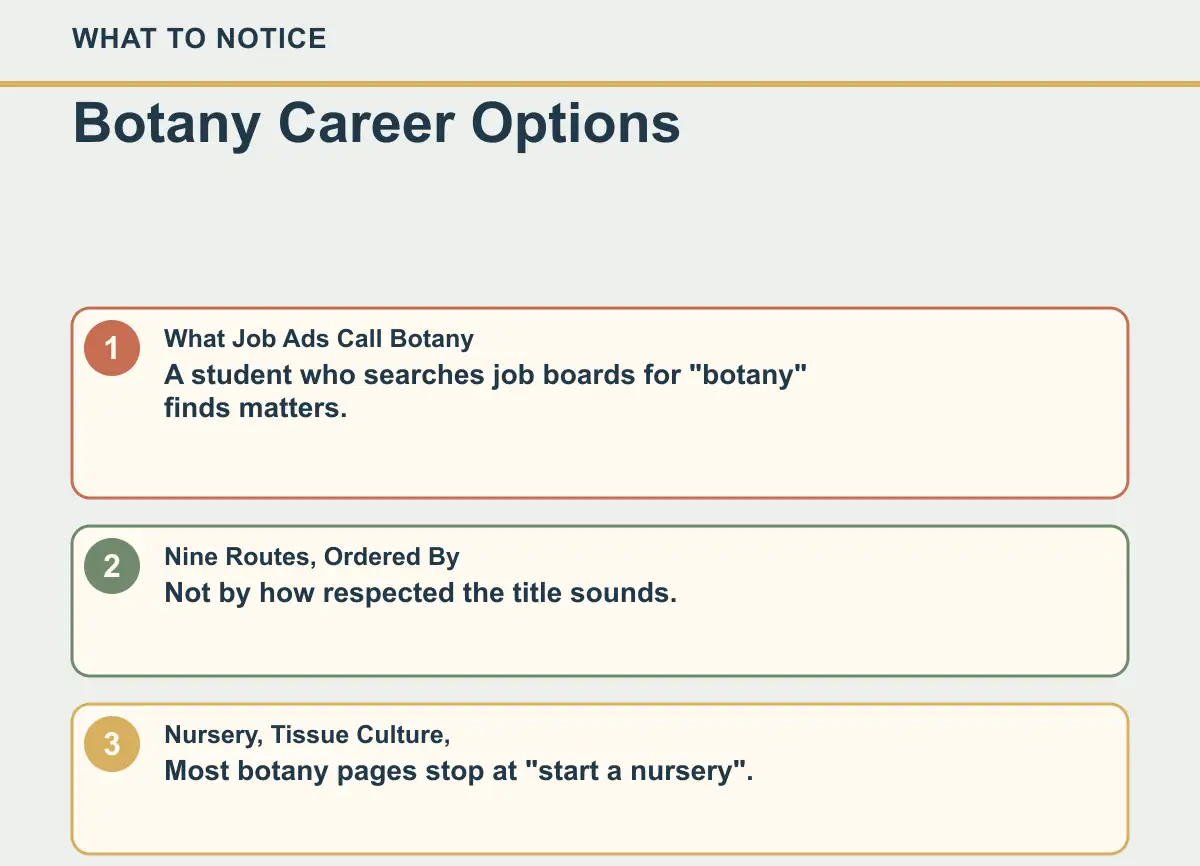 WHAT TO NOTICE
Botany Career Options
1
What Job Ads Call Botany
A student who searches job boards for "botany"
finds matters.
2
Nine Routes, Ordered By
Not by how respected the title sounds.
3
Nursery, Tissue Culture,
Most botany pages stop at "start a nursery".